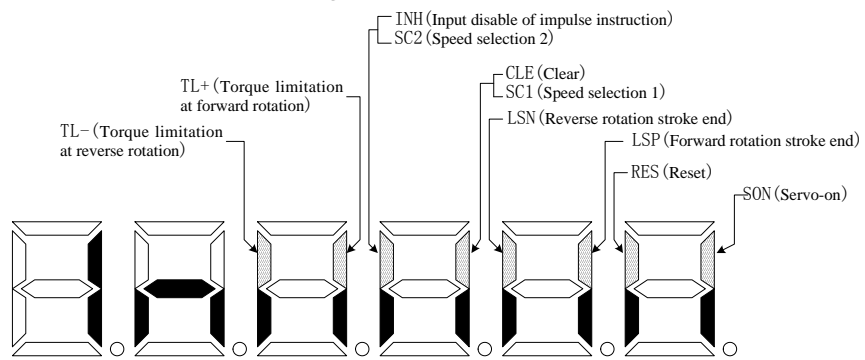 INH(Input disable of impulse instruction)
SC2(Speed selection 2)
CLE(Clear)
SC1(Speed selection 1)
TL+(Torque limitation
at forward rotation)
LSN(Reverse rotation stroke end)
TL-(Torque limitation
at reverse rotation)
LSP(Forward rotation stroke end)
RES(Reset)
SON(Servo-on)